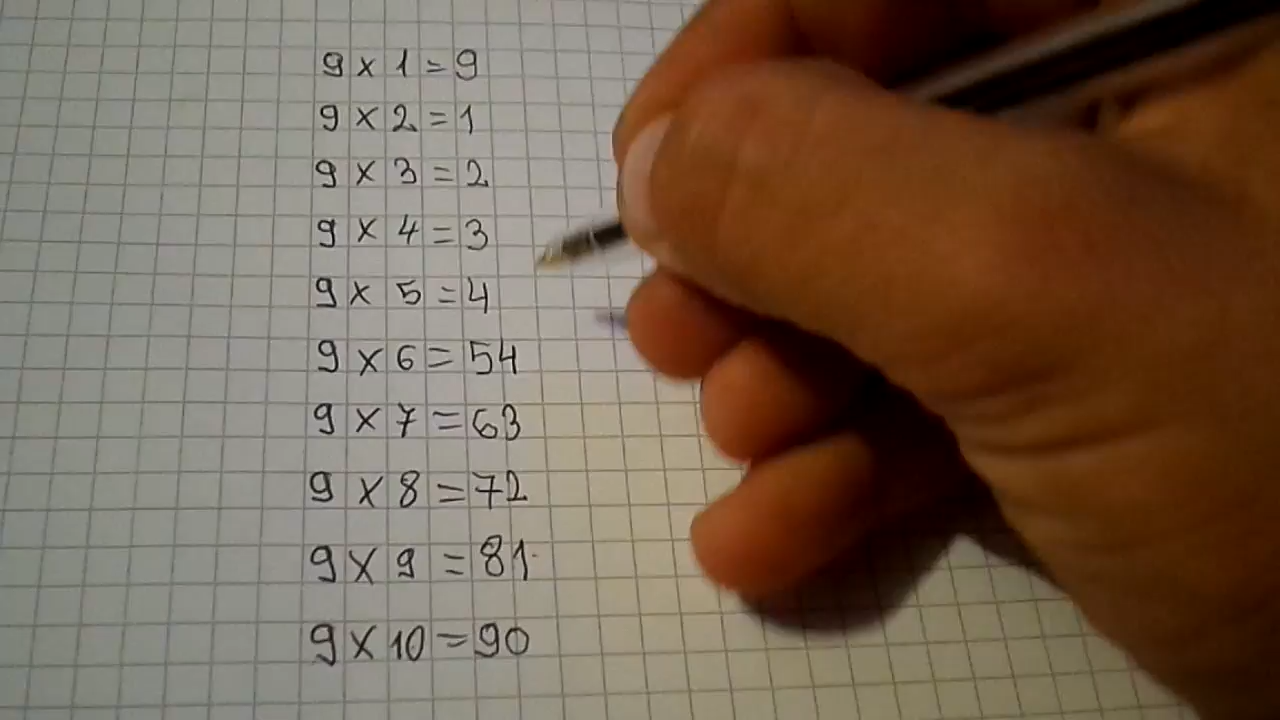 9 x 1 = 9
9 x 2 = 1
9 x 3 = 2
9 x 4 = 3
9 x 5 = 4
9 x 6 = 54
9 x 7 = 63
9 x 8 = 72
9 x 9 = 81
9 x 10 = 90